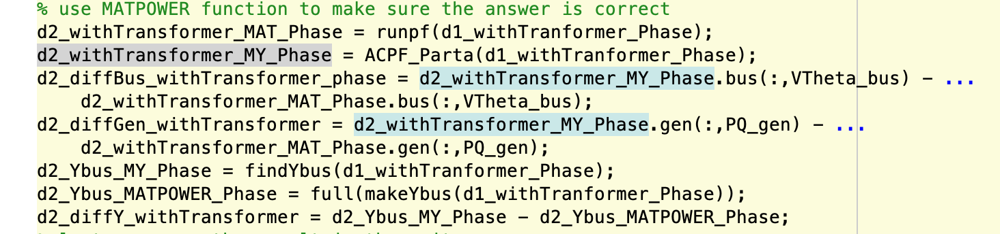 % use MATPOWER function to make sure the answer is correct
d2_withTransformer_MAT_Phase = runpf(d1_withTranformer_Phase);
d2_withTransformer_MY_Phase = ACPF_Parta(d1_withTranformer_Phase);
d2_diffBus_withTransformer_phase = d2_withTransformer_MY_Phase.bus(:,VTheta_bus) - ...
d2_withTransformer_MAT_Phase.bus(:,VTheta_bus);
d2_diffGen_withTransformer = d2_withTransformer_MY_Phase.gen(:,PQ_gen) - ...
d2_withTransformer_MAT_Phase.gen(:,PQ_gen);
d2_Ybus_MY_Phase = findYbus(d1_withTranformer_Phase);
d2_Ybus_MATPOWER_Phase = full(makeYbus(d1_withTranformer_Phase));
d2_diffY_withTransformer = d2_Ybus_MY_Phase - d2_Ybus_MATPOWER_Phase;